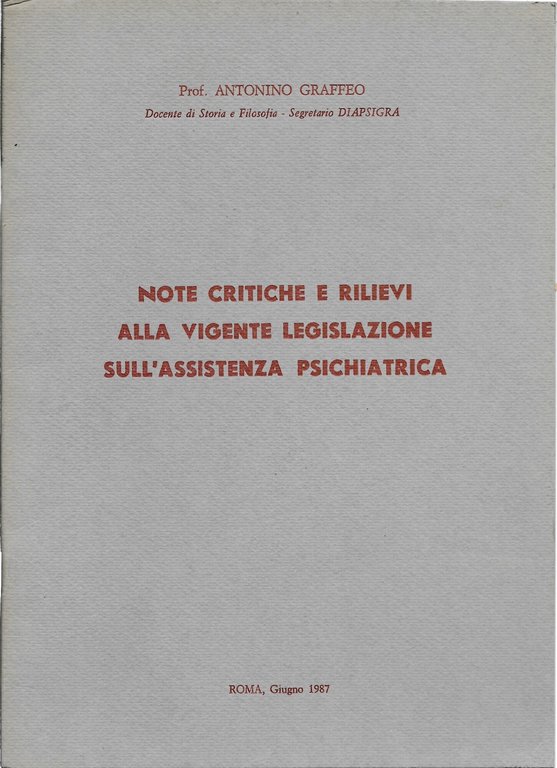 Prof. ANTONINO GRAFFEO
Docente di Storia e Filosofia - Segretario DIAPSIGRA
NOTE CRITICHE E RILIEVI
ALLA VIGENTE LEGISLAZIONE
SULL'ASSISTENZA PSICHIATRICA
ROMA, Giugno 1987